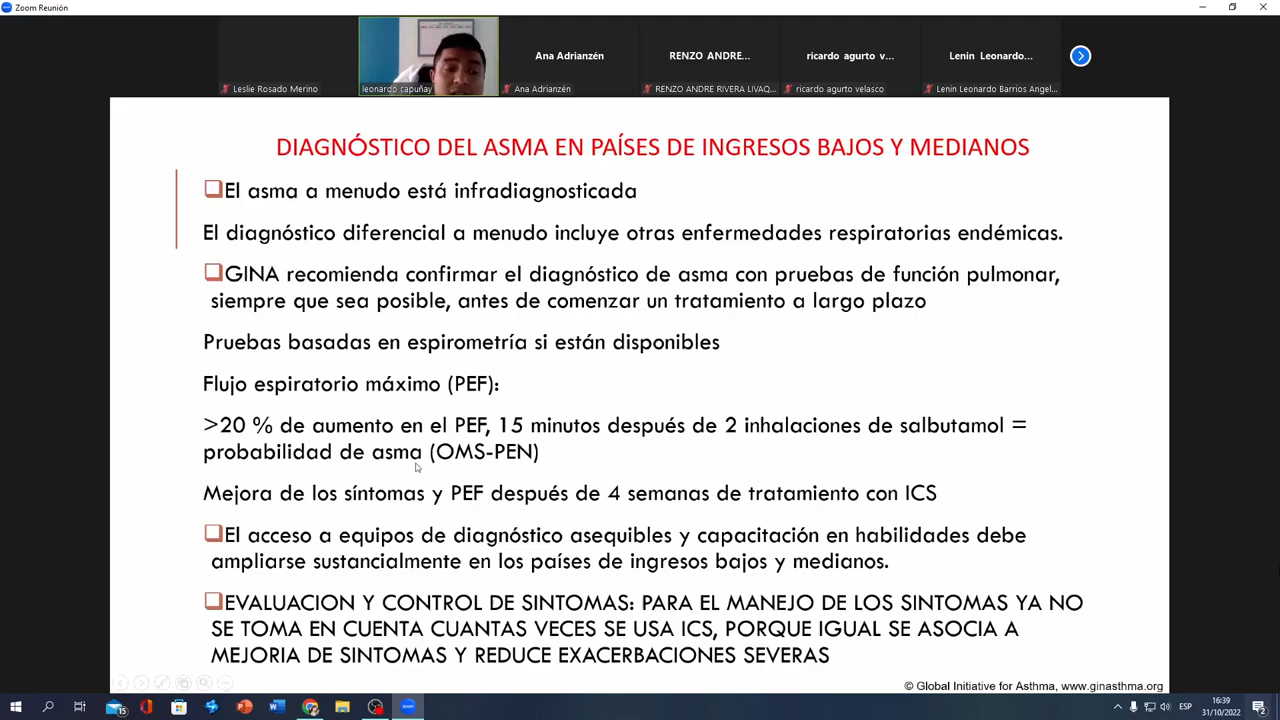 Zoom Reunión
Ana Adrianzén
RENZO ANDRE...
ricardo agurto v...
Lenin Leonardo...
Leslie Rosado Merino
leonardo capuñay
Ana Adrianzén
RENZO ANDRE RIVERA LIVAQ...
ricardo agurto velasco
Lenin Leonardo Barrios Angel...
DIAGNÓSTICO DEL ASMA EN PAÍSES DE INGRESOS BAJOS Y MEDIANOS
El asma a menudo está infradiagnosticada
El diagnóstico diferencial a menudo incluye otras enfermedades respiratorias endémicas.
GINA recomienda confirmar el diagnóstico de asma con pruebas de función pulmonar,
siempre que sea posible, antes de comenzar un tratamiento a largo plazo
Pruebas basadas en espirometría si están disponibles
Flujo espiratorio máximo (PEF):
>20 % de aumento en el PEF, 15 minutos después de 2 inhalaciones de salbutamol =
probabilidad de asma (OMS-PEN)
Mejora de los síntomas y PEF después de 4 semanas de tratamiento con ICS
El acceso a equipos de diagnóstico asequibles y capacitación en habilidades debe
ampliarse sustancialmente en los países de ingresos bajos y medianos.
EVALUACION Y CONTROL DE SINTOMAS: PARA EL MANEJO DE LOS SINTOMAS YA NO
SE TOMA EN CUENTA CUANTAS VECES SE USA ICS, PORQUE IGUAL SE ASOCIA A
MEJORIA DE SINTOMAS Y REDUCE EXACERBACIONES SEVERAS
© Global Initiative for Asthma, www.ginasthma.org
15
ESP
16:39
31/10/2022
2